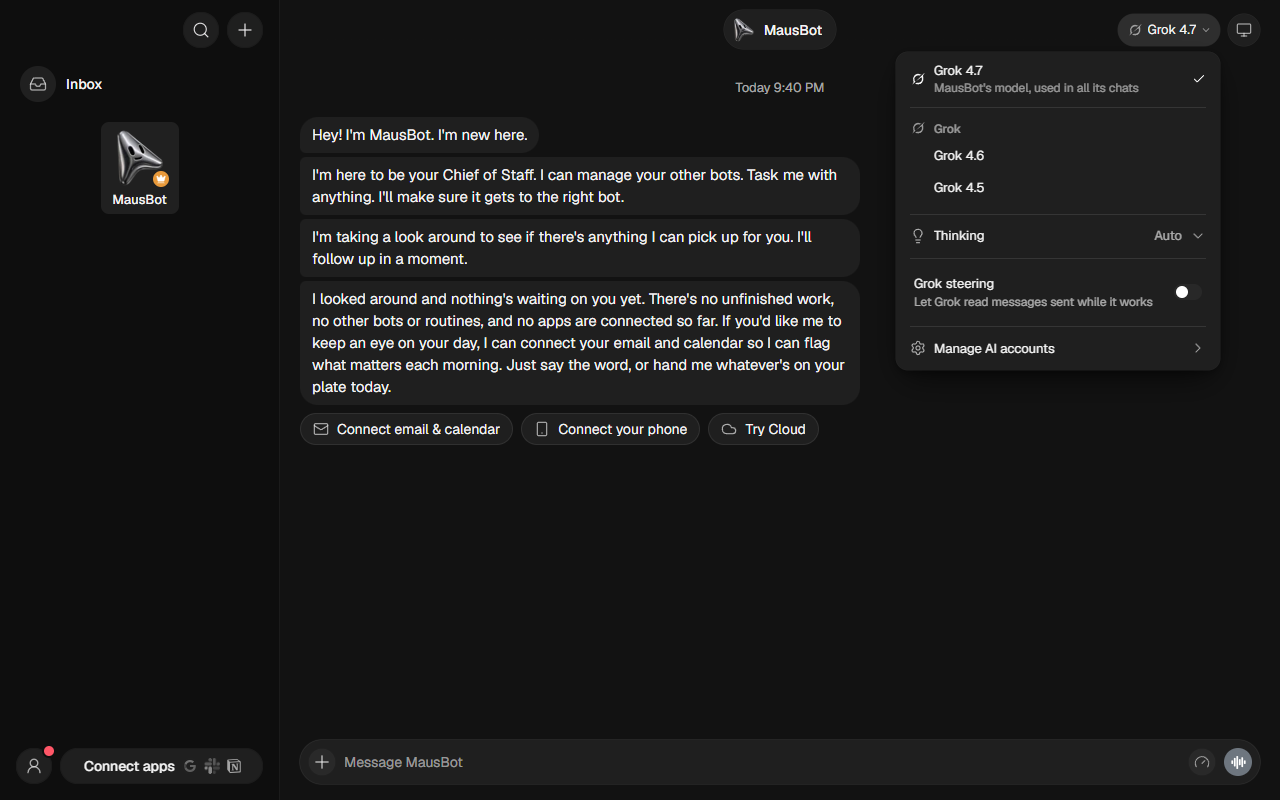 Inbox
MausBot
Connect apps
MausBot
Today 9:40 PM
Hey! I'm MausBot. I'm new here.
I'm here to be your Chief of Staff. I can manage your other bots. Task me with
anything. I'll make sure it gets to the right bot.
I'm taking a look around to see if there's anything I can pick up for you. I'll
follow up in a moment.
I looked around and nothing's waiting on you yet. There's no unfinished work,
no other bots or routines, and no apps are connected so far. If you'd like me to
keep an eye on your day, I can connect your email and calendar so I can flag
what matters each morning. Just say the word, or hand me whatever's on your
plate today.
Connect email & calendar
Connect your phone
Try Cloud
Message MausBot
Grok 4.7
Grok 4.7
MausBot's model, used in all its chats
Grok
Grok 4.6
Grok 4.5
Thinking
Auto
Grok steering
Let Grok read messages sent while it works
Manage AI accounts